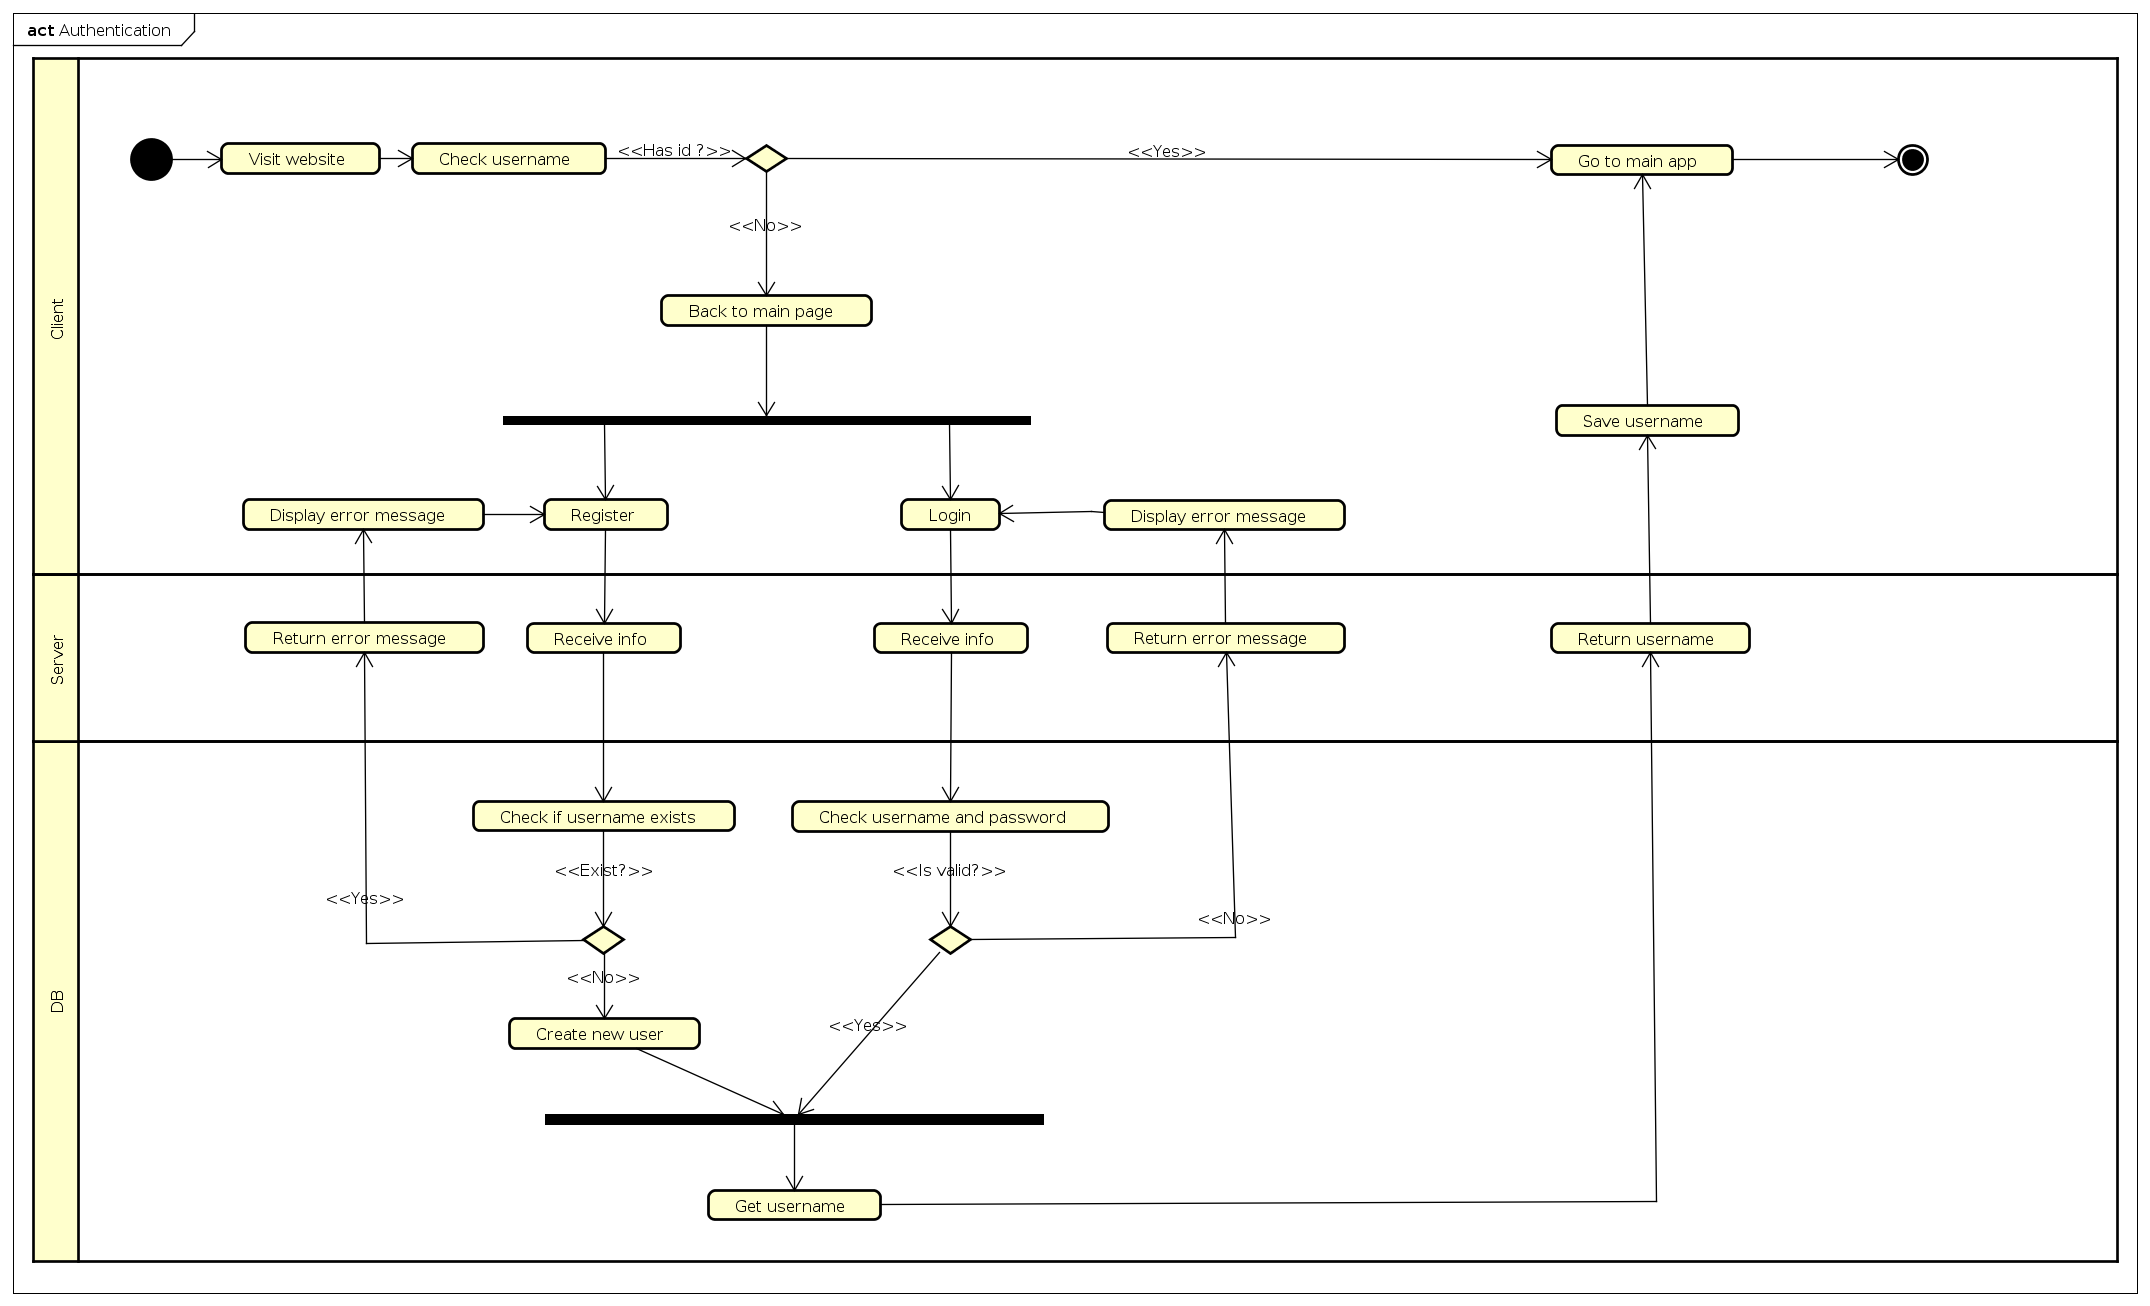 act Authentication
Client
Visit website
Check username
<<Has id ?>>
<<Yes>>
Go to main app
<<No>>
Back to main page
Save username
Display error message
Register
Login
Display error message
Server
Return error message
Receive info
Receive info
Return error message
Return username
DB
Check if username exists
Check username and password
<<Exist?>>
<<Is valid?>>
<<Yes>>
<<No>>
<<No>>
<<Yes>>
Create new user
Get username